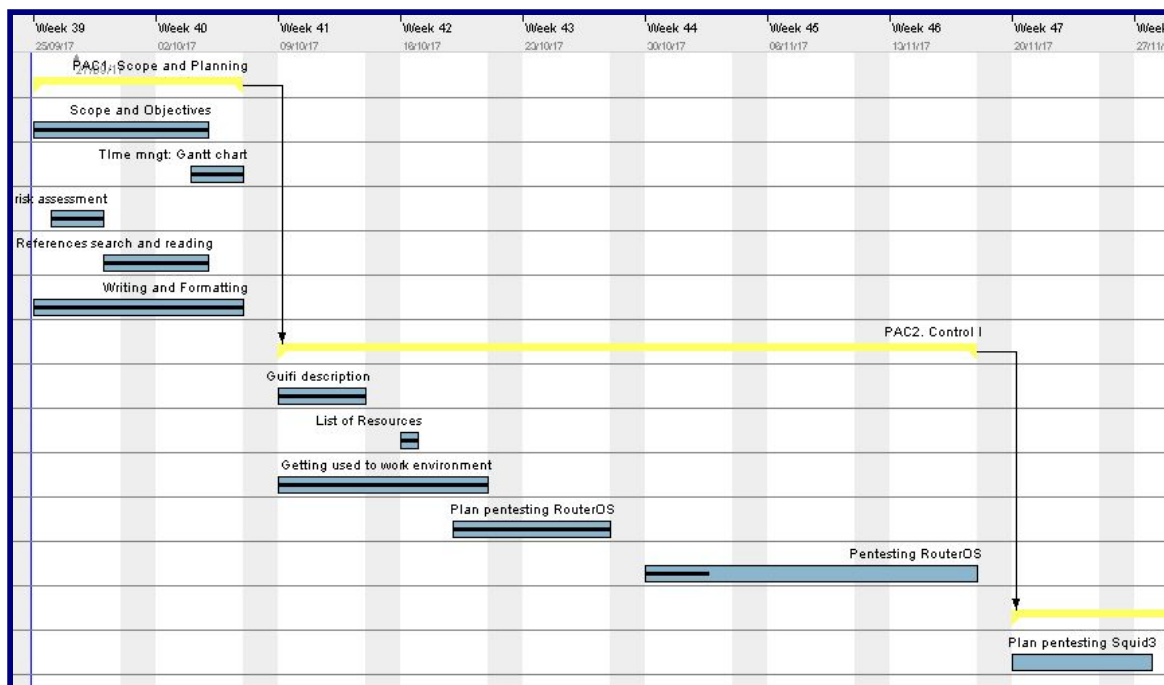 Week 39 Week 40 Week 41 Week 42 Week 43 Week 44 Week 45 Week 46 Week 47 Week
25/09/17 02/10/17 09/10/17 16/10/17 23/10/17 30/10/17 06/11/17 13/11/17 20/11/17 27/11/
PAC1. Scope and Planning
Scope and Objectives
TIme mngt: Gantt chart
risk assessment
References search and reading
Writing and Formatting
PAC2. Control I
Guifi description
List of Resources
Getting used to work environment
Plan pentesting RouterOS
Pentesting RouterOS
Plan pentesting Squid3